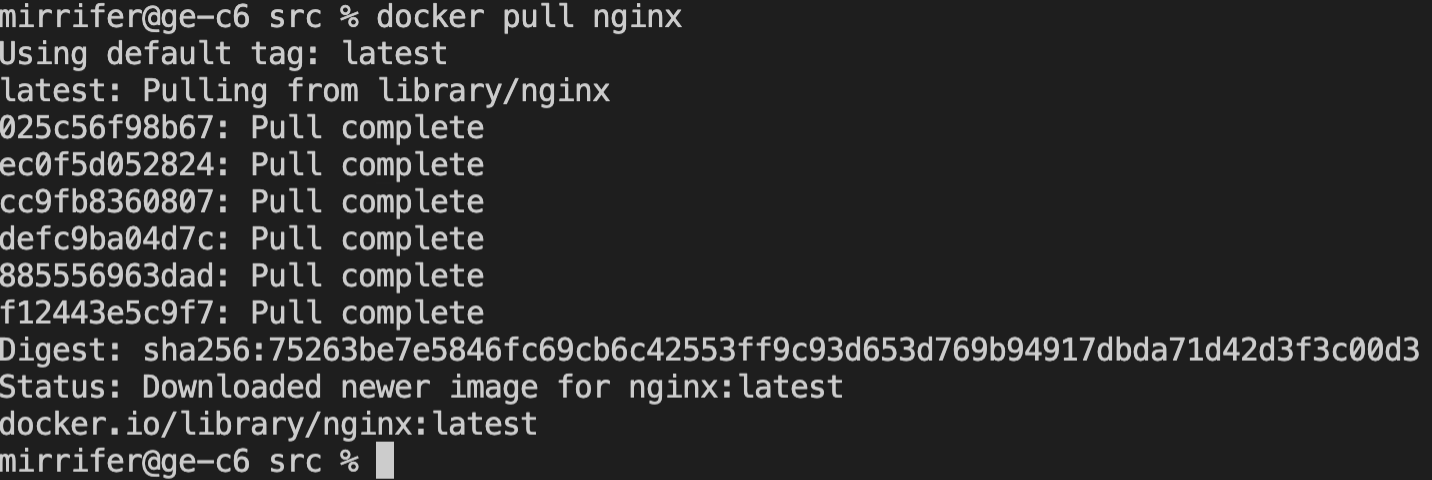 mirrifer@ge-c6 src % docker pull nginx
Using default tag: latest
latest: Pulling from library/nginx
025c56f98b67: Pull complete
ec0f5d052824: Pull complete
cc9fb8360807: Pull complete
defc9ba04d7c: Pull complete
885556963dad: Pull complete
f12443e5c9f7: Pull complete
Digest: sha256:75263be7e5846fc69cb6c42553ff9c93d653d769b94917dbda71d42d3f3c00d3
Status: Downloaded newer image for nginx:latest
docker.io/library/nginx:latest
mirrifer@ge-c6 src %